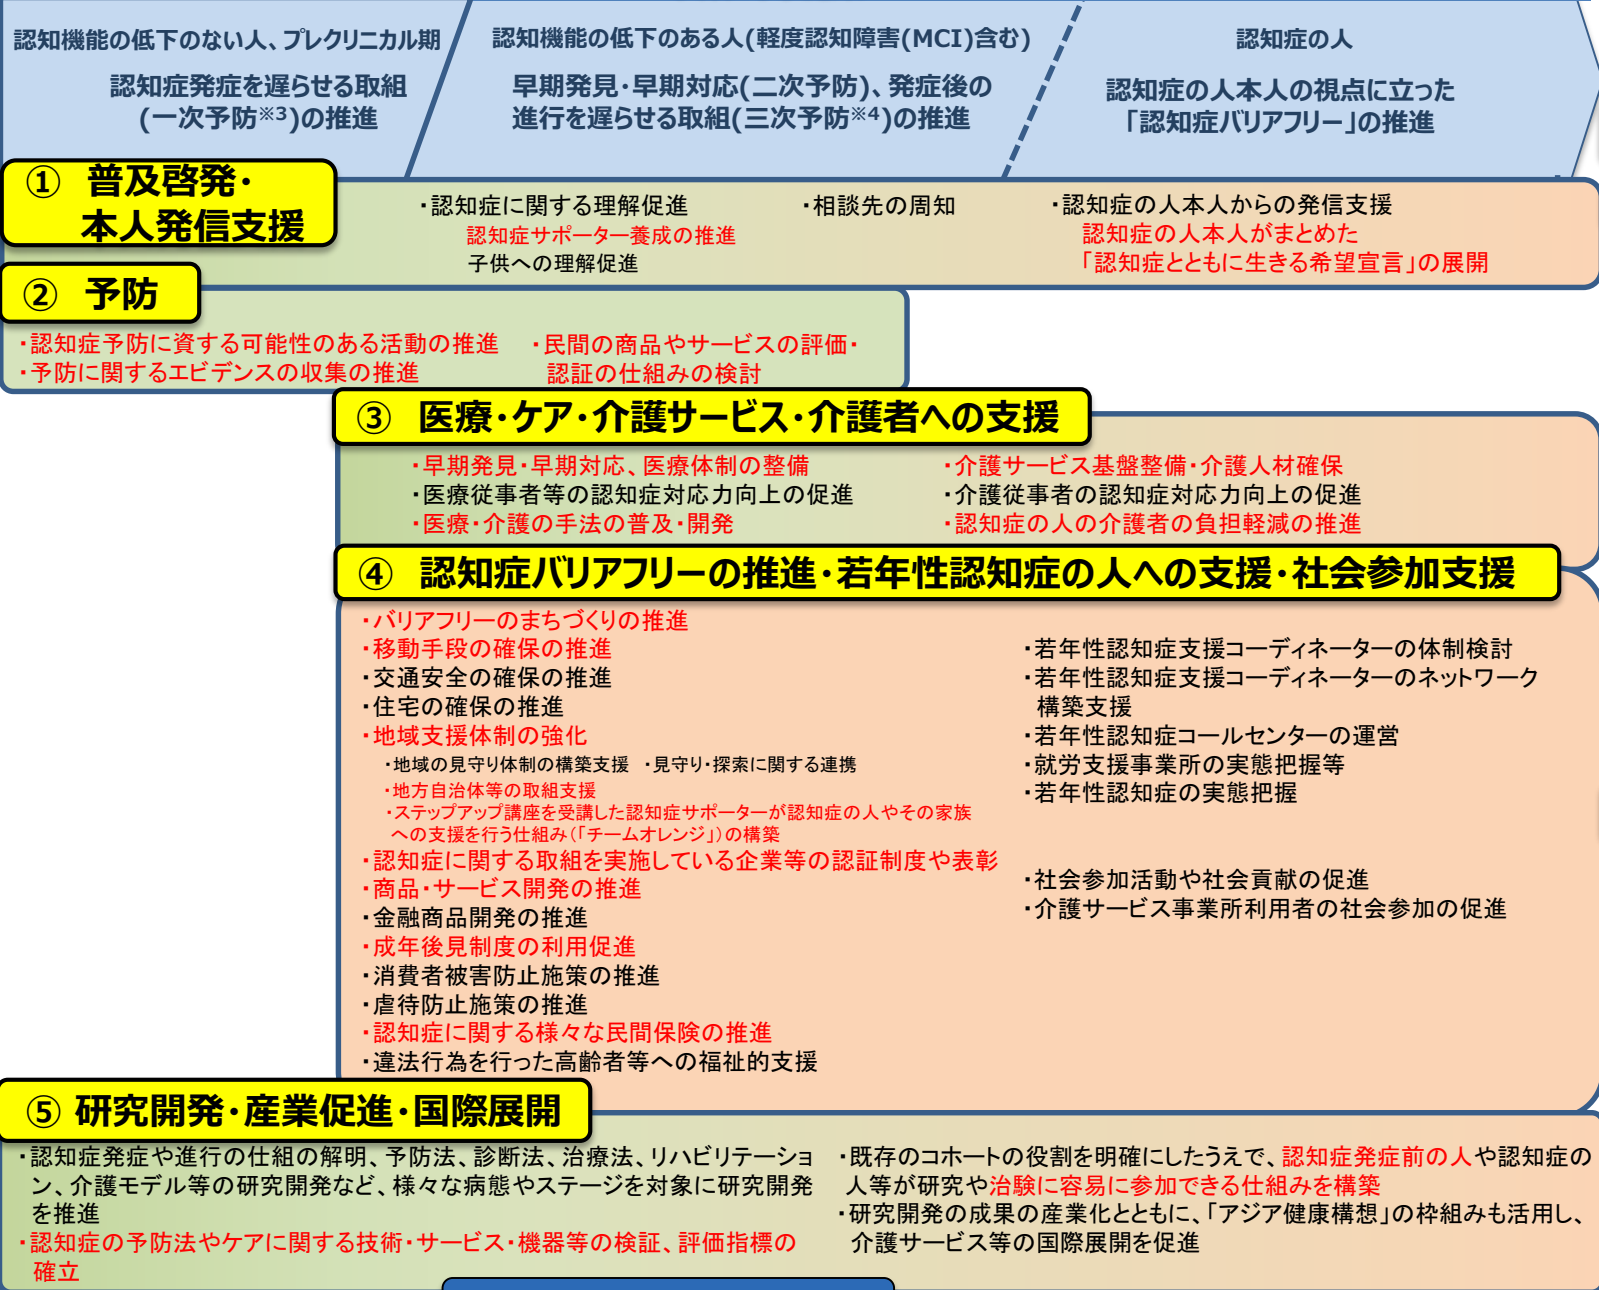 認知機能の低下のない人、プレクリニカル期
認知症発症を遅らせる取組
(一次予防※3)の推進
認知機能の低下のある人(軽度認知障害(MCI)含む)
早期発見・早期対応(二次予防)、発症後の
進行を遅らせる取組(三次予防※4)の推進
認知症の人
認知症の人本人の視点に立った
「認知症バリアフリー」の推進
① 普及啓発・
本人発信支援
・認知症に関する理解促進
認知症サポーター養成の推進
子供への理解促進
・相談先の周知
・認知症の人本人からの発信支援
認知症の人本人がまとめた
「認知症とともに生きる希望宣言」の展開
② 予防
・認知症予防に資する可能性のある活動の推進
・予防に関するエビデンスの収集の推進
・民間の商品やサービスの評価・
認証の仕組みの検討
③ 医療・ケア・介護サービス・介護者への支援
・早期発見・早期対応、医療体制の整備
・医療従事者等の認知症対応力向上の促進
・医療・介護の手法の普及・開発
・介護サービス基盤整備・介護人材確保
・介護従事者の認知症対応力向上の促進
・認知症の人の介護者の負担軽減の推進
④ 認知症バリアフリーの推進・若年性認知症の人への支援・社会参加支援
・バリアフリーのまちづくりの推進
・移動手段の確保の推進
・交通安全の確保の推進
・住宅の確保の推進
・地域支援体制の強化
・地域の見守り体制の構築支援 ・見守り・探索に関する連携
・地方自治体等の取組支援
・ステップアップ講座を受講した認知症サポーターが認知症の人やその家族
への支援を行う仕組み(「チームオレンジ」)の構築
・認知症に関する取組を実施している企業等の認証制度や表彰
・商品・サービス開発の推進
・金融商品開発の推進
・成年後見制度の利用促進
・消費者被害防止施策の推進
・虐待防止施策の推進
・認知症に関する様々な民間保険の推進
・違法行為を行った高齢者等への福祉的支援
・若年性認知症支援コーディネーターの体制検討
・若年性認知症支援コーディネーターのネットワーク
構築支援
・若年性認知症コールセンターの運営
・就労支援事業所の実態把握等
・若年性認知症の実態把握
・社会参加活動や社会貢献の促進
・介護サービス事業所利用者の社会参加の促進
⑤ 研究開発・産業促進・国際展開
・認知症発症や進行の仕組の解明、予防法、診断法、治療法、リハビリテーショ
ン、介護モデル等の研究開発など、様々な病態やステージを対象に研究開発
を推進
・認知症の予防法やケアに関する技術・サービス・機器等の検証、評価指標の
確立
・既存のコホートの役割を明確にしたうえで、認知症発症前の人や認知症の
人等が研究や治験に容易に参加できる仕組みを構築
・研究開発の成果の産業化とともに、「アジア健康構想」の枠組みも活用し、
介護サービス等の国際展開を促進